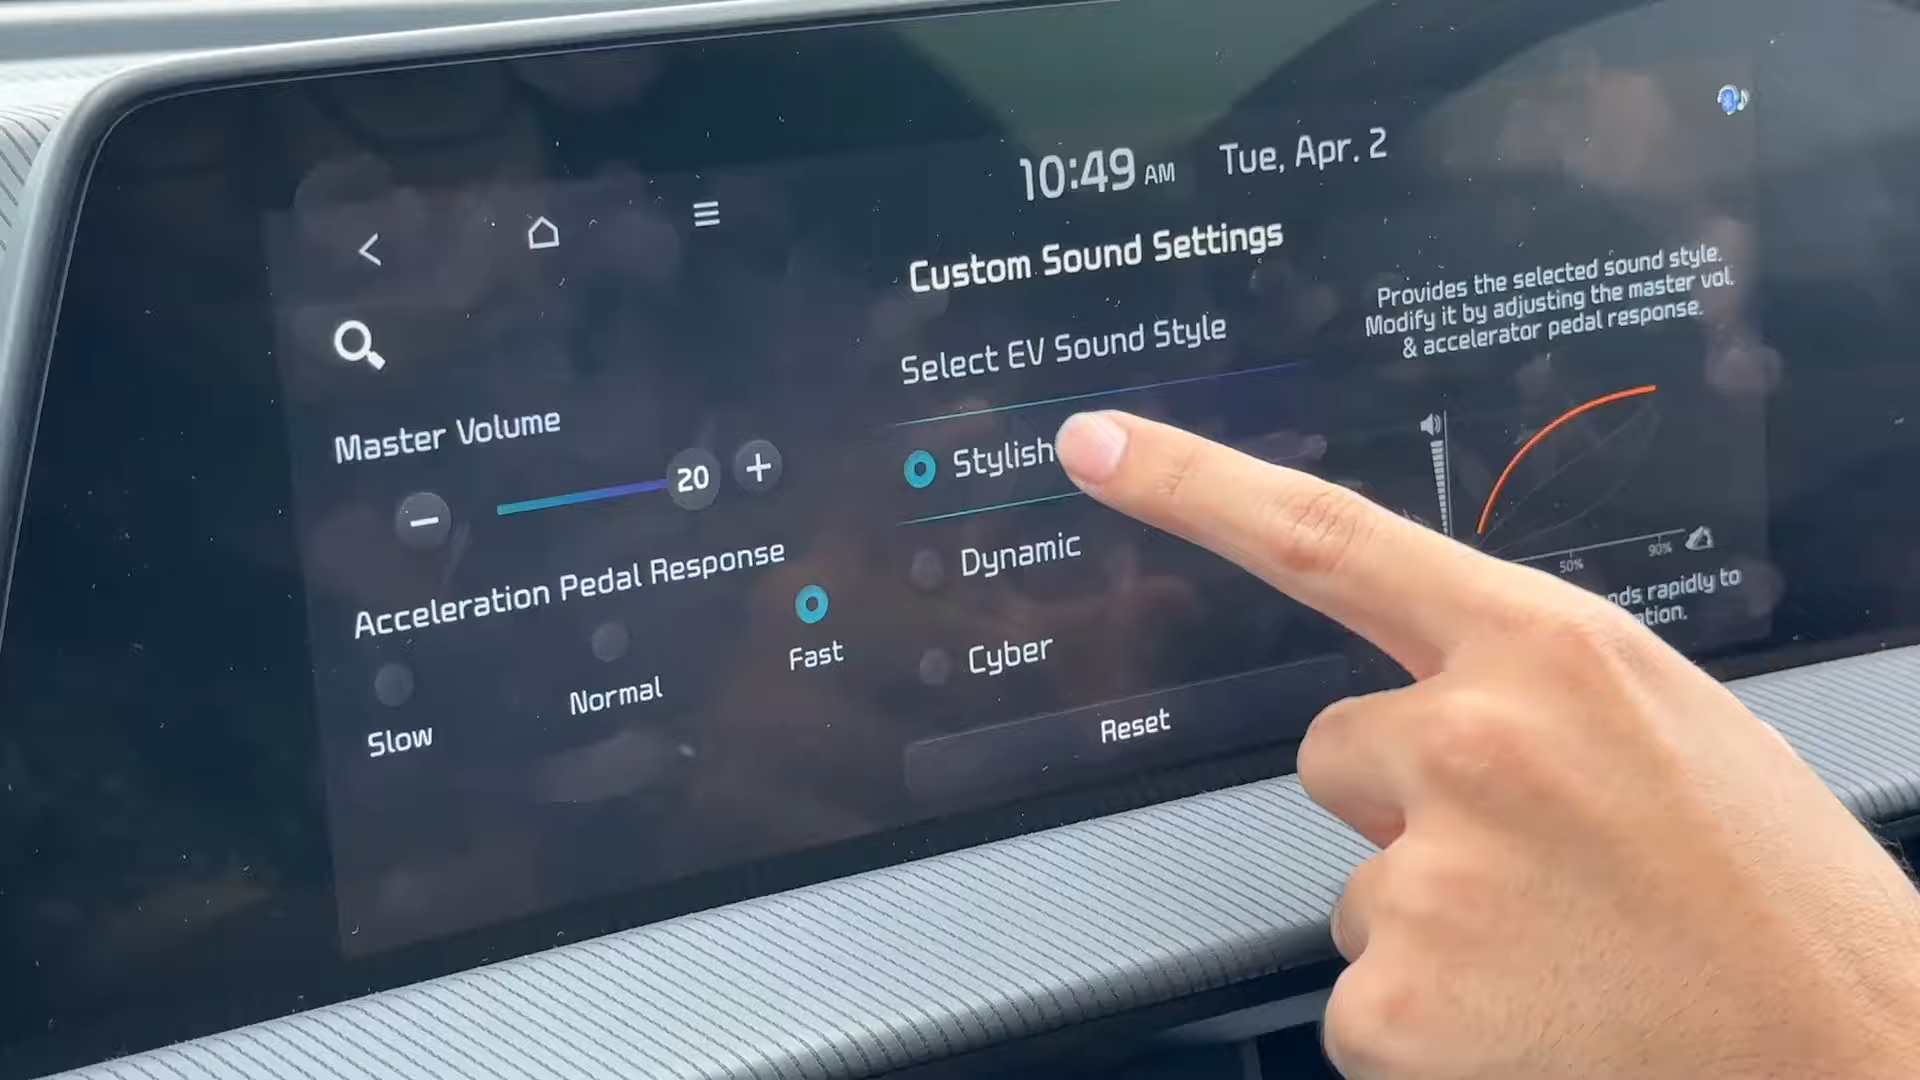 10:49 AM Tue, Apr. 2
Custom Sound Settings
Master Volume
20
Acceleration Pedal Response
Slow
Normal
Fast
Select EV Sound Style
Stylish
Dynamic
Cyber
Reset
Provides the selected sound style.
Modify it by adjusting the master vol.
& accelerator pedal response.
50%
90%
rapidly to